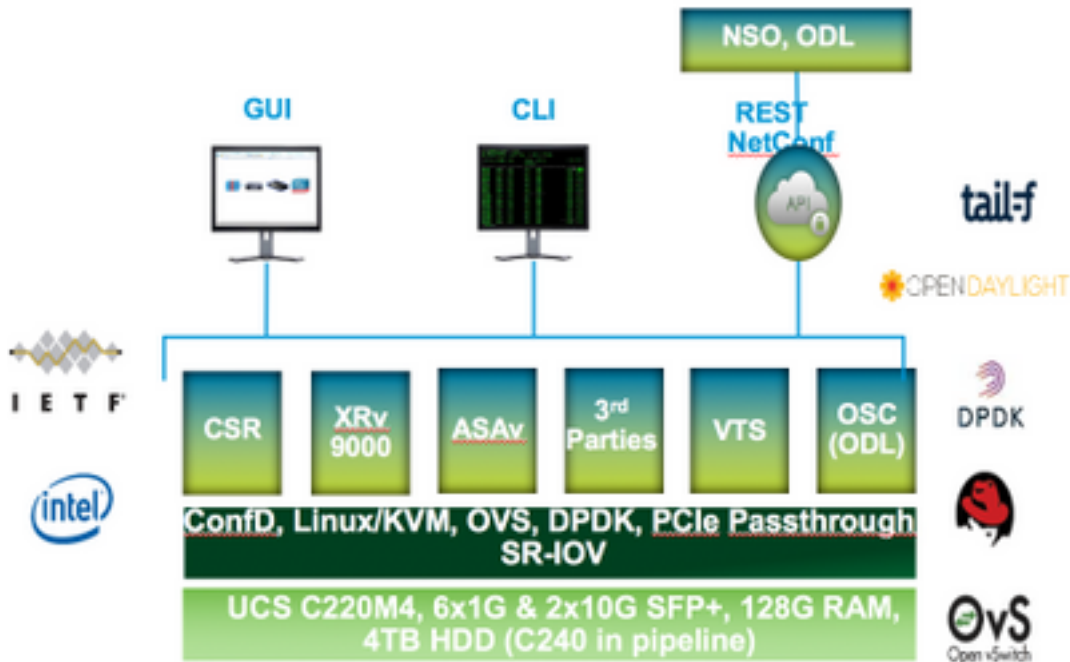 NSO, ODL
GUI
CLI
REST
NetConf
API
tail-f
OPENDAYLIGHT
I E T F
CSR
XRv
9000
ASAv
3rd
Parties
VTS
OSC
(ODL)
DPDK
intel
ConfD, Linux/KVM, OVS, DPDK, PCIe Passthrough
SR-IOV
UCS C220M4, 6x1G & 2x10G SFP+, 128G RAM,
4TB HDD (C240 in pipeline)
OvS
Open vSwitch